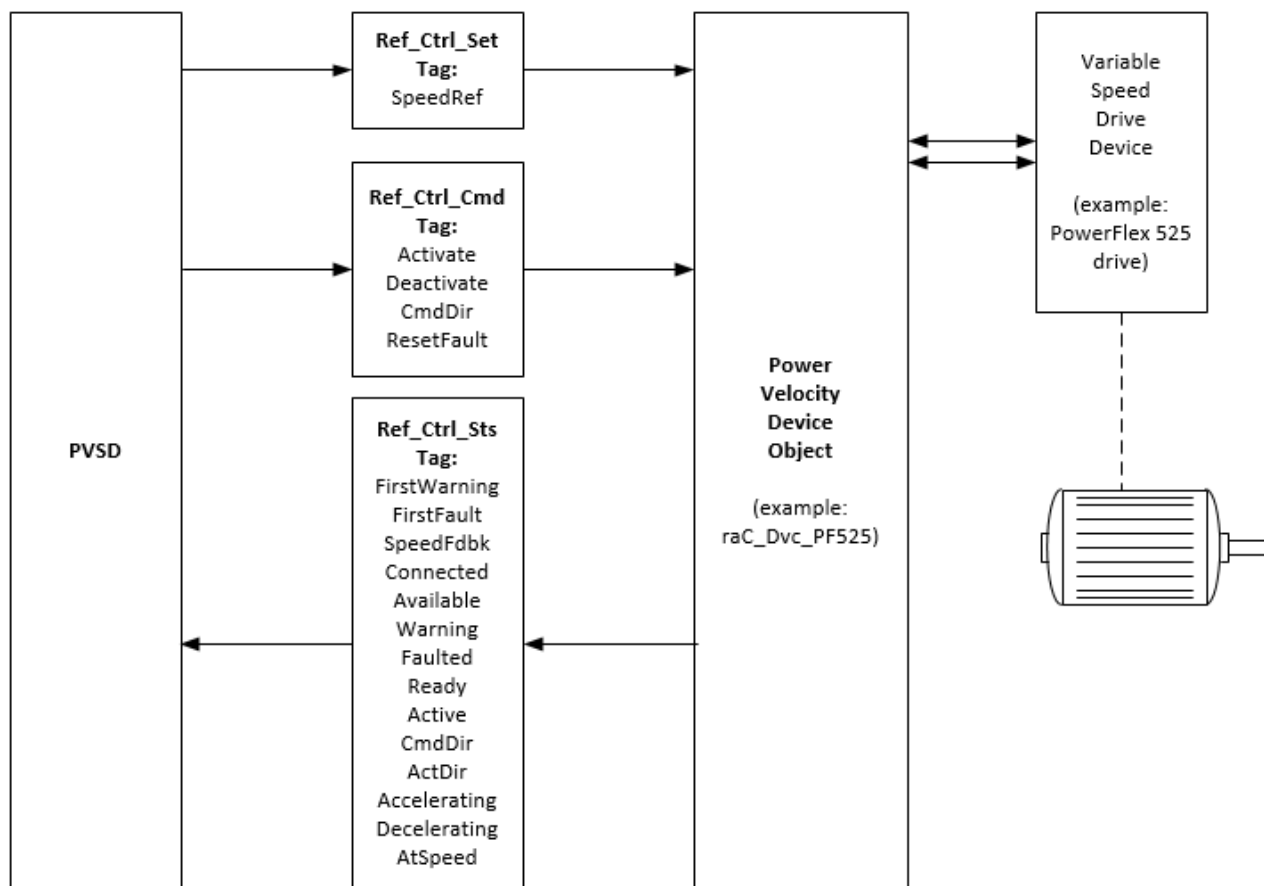 PVSD
Ref_Ctrl_Set
Tag:
SpeedRef
Ref_Ctrl_Cmd
Tag:
Activate
Deactivate
CmdDir
ResetFault
Ref_Ctrl_Sts
Tag:
FirstWarning
FirstFault
SpeedFdbk
Connected
Available
Warning
Faulted
Ready
Active
CmdDir
ActDir
Accelerating
Decelerating
AtSpeed
Power
Velocity
Device
Object
(example:
raC_Dvc_PF525)
Variable
Speed
Drive
Device
(example:
PowerFlex 525
drive)